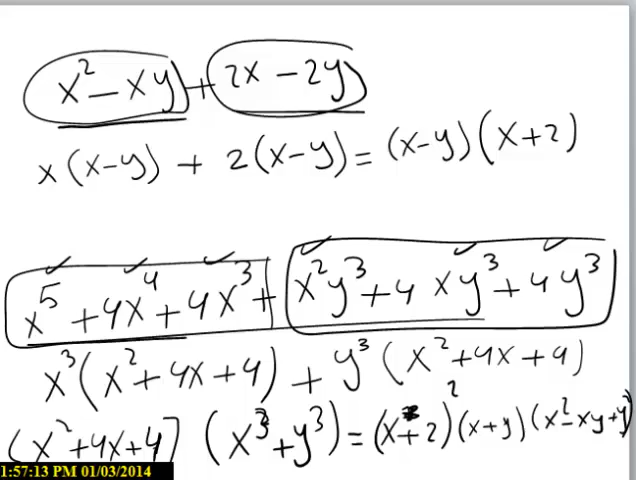 x² - xy + 2x - 2y
x(x-y) + 2(x-y) = (x-y)(x+2)
x⁵ + 4x⁴ + 4x³ + x²y³ + 4xy³ + 4y³
x³(x² + 4x + 4) + y³(x² + 4x + 4)
(x² + 4x + 4)(x³ + y³) = (x + 2)²(x + y)(x² - xy + y²)
1:57:13 PM 01/03/2014